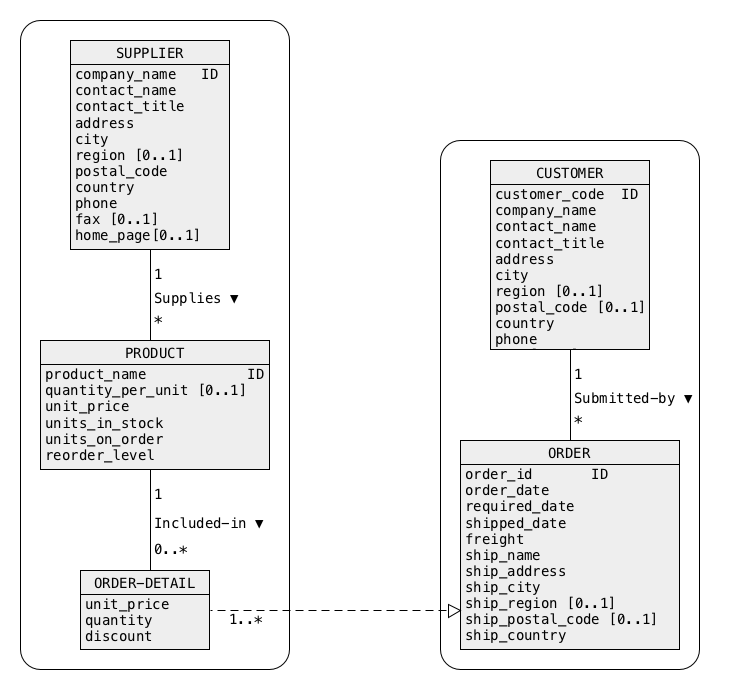 SUPPLIER
company_name ID
contact_name
contact_title
address
city
region [0..1]
postal_code
country
phone
fax [0..1]
home_page[0..1]
1
Supplies ▼
*
PRODUCT
product_name ID
quantity_per_unit [0..1]
unit_price
units_in_stock
units_on_order
reorder_level
1
Included-in ▼
0..*
ORDER-DETAIL
unit_price
quantity
discount
1..*
CUSTOMER
customer_code ID
company_name
contact_name
contact_title
address
city
region [0..1]
postal_code [0..1]
country
phone
1
Submitted-by ▼
*
ORDER
order_id ID
order_date
required_date
shipped_date
freight
ship_name
ship_address
ship_city
ship_region [0..1]
ship_postal_code [0..1]
ship_country